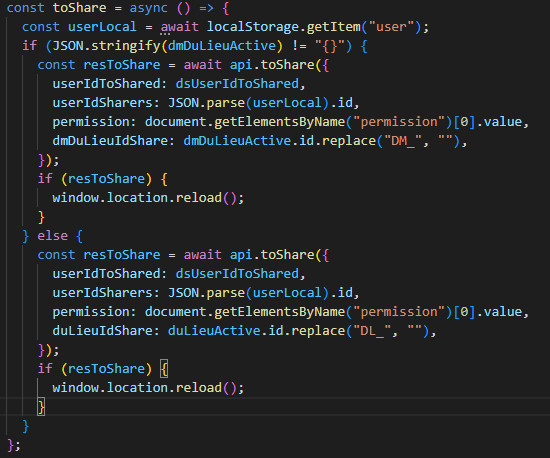 const toShare = async () => {
  const userLocal = await localStorage.getItem("user");
  if (JSON.stringify(dmDuLieuActive) != "{}") {
    const resToShare = await api.toShare({
      userIdToShared: dsUserIdToShared,
      userIdSharers: JSON.parse(userLocal).id,
      permission: document.getElementsByName("permission")[0].value,
      dmDuLieuIdShare: dmDuLieuActive.id.replace("DM_", ""),
    });
    if (resToShare) {
      window.location.reload();
    }
  } else {
    const resToShare = await api.toShare({
      userIdToShared: dsUserIdToShared,
      userIdSharers: JSON.parse(userLocal).id,
      permission: document.getElementsByName("permission")[0].value,
      duLieuIdShare: duLieuActive.id.replace("DL_", ""),
    });
    if (resToShare) {
      window.location.reload();
    }
  }
};